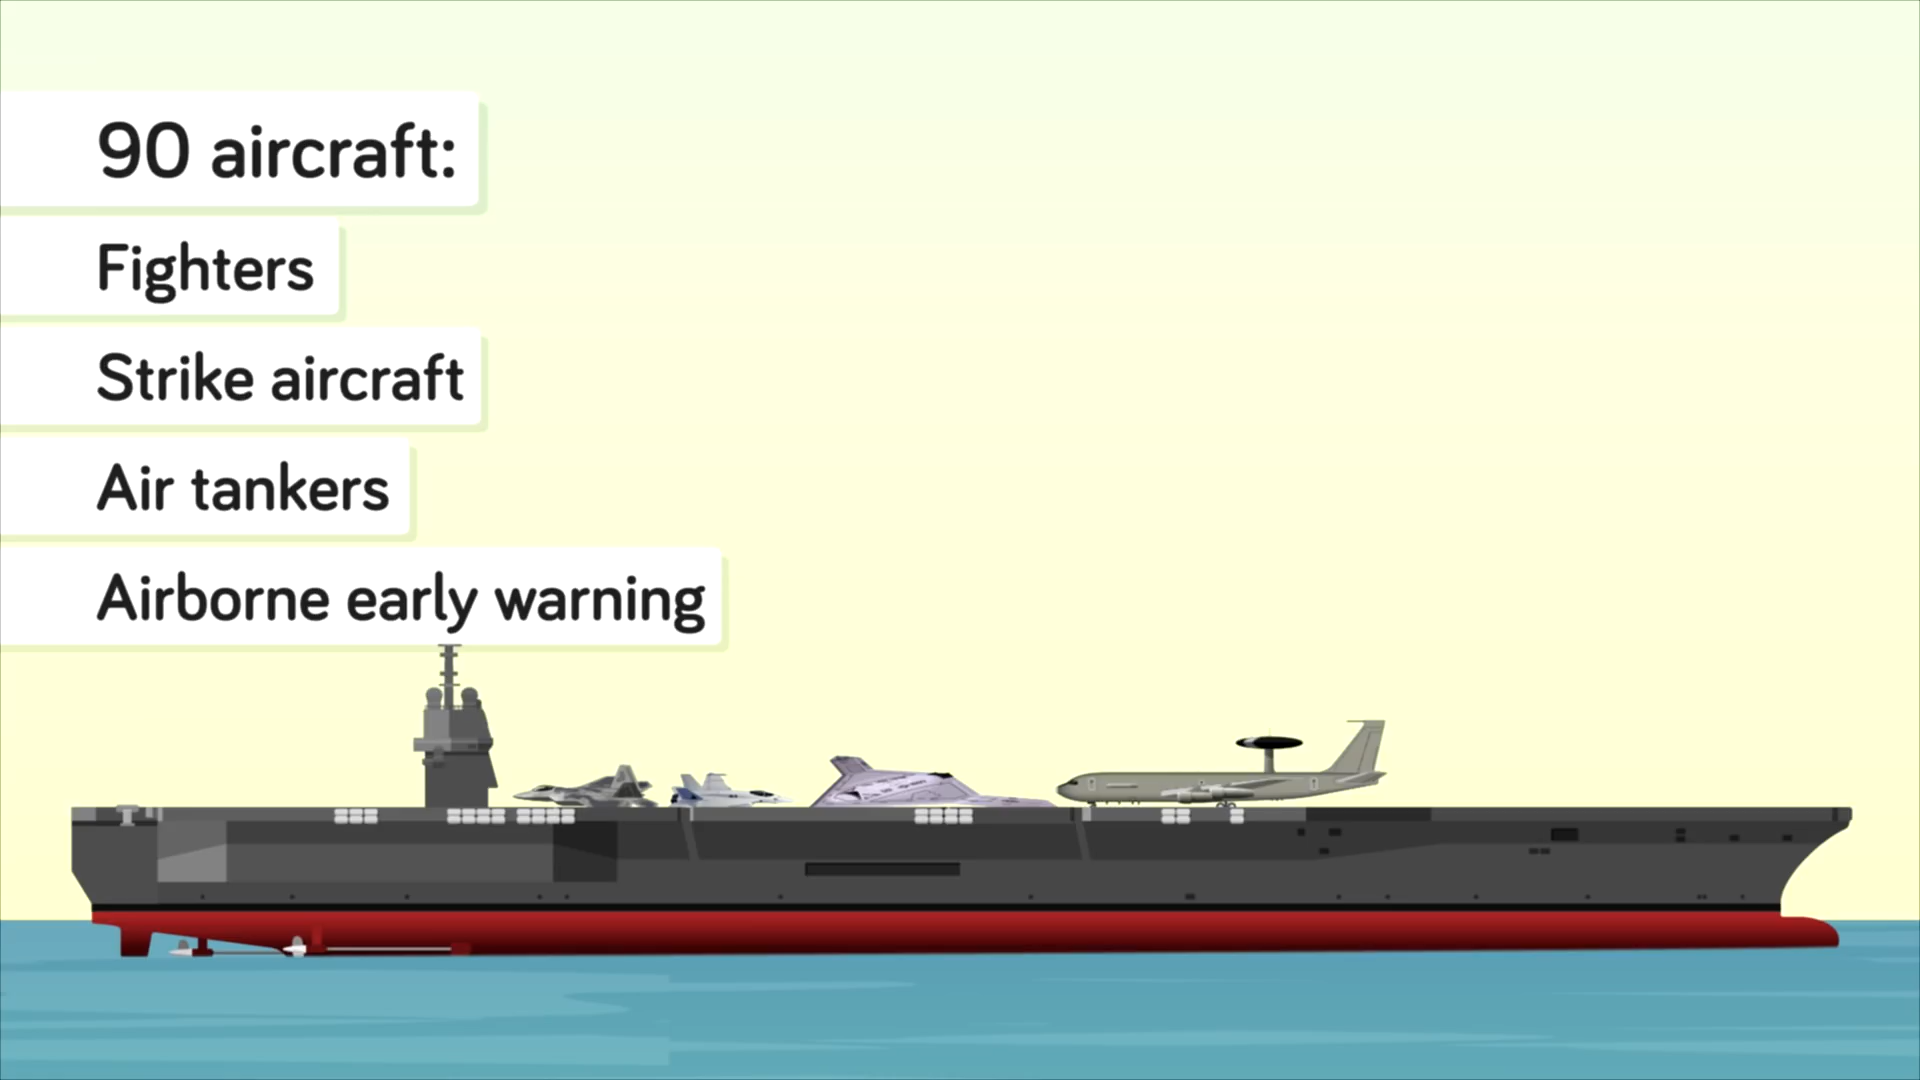 90 aircraft:
Fighters
Strike aircraft
Air tankers
Airborne early warning